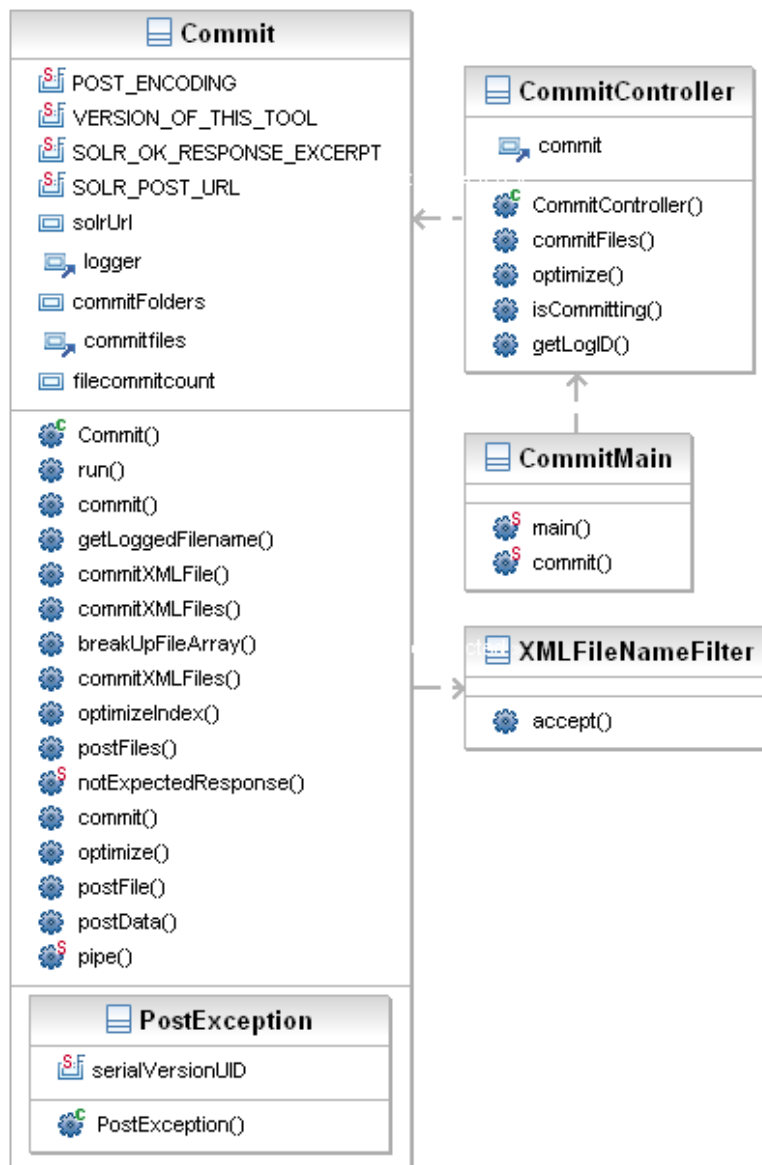 Commit
POST_ENCODING
VERSION_OF_THIS_TOOL
SOLR_OK_RESPONSE_EXCERPT
SOLR_POST_URL
solrUrl
logger
commitFolders
commitfiles
filecommitcount
Commit()
run()
commit()
getLoggedFilename()
commitXMLFile()
commitXMLFiles()
breakUpFileArray()
commitXMLFiles()
optimizeIndex()
postFiles()
notExpectedResponse()
commit()
optimize()
postFile()
postData()
pipe()
PostException
serialVersionUID
PostException()
CommitController
commit
CommitController()
commitFiles()
optimize()
isCommitting()
getLogID()
CommitMain
main()
commit()
XMLFileNameFilter
accept()